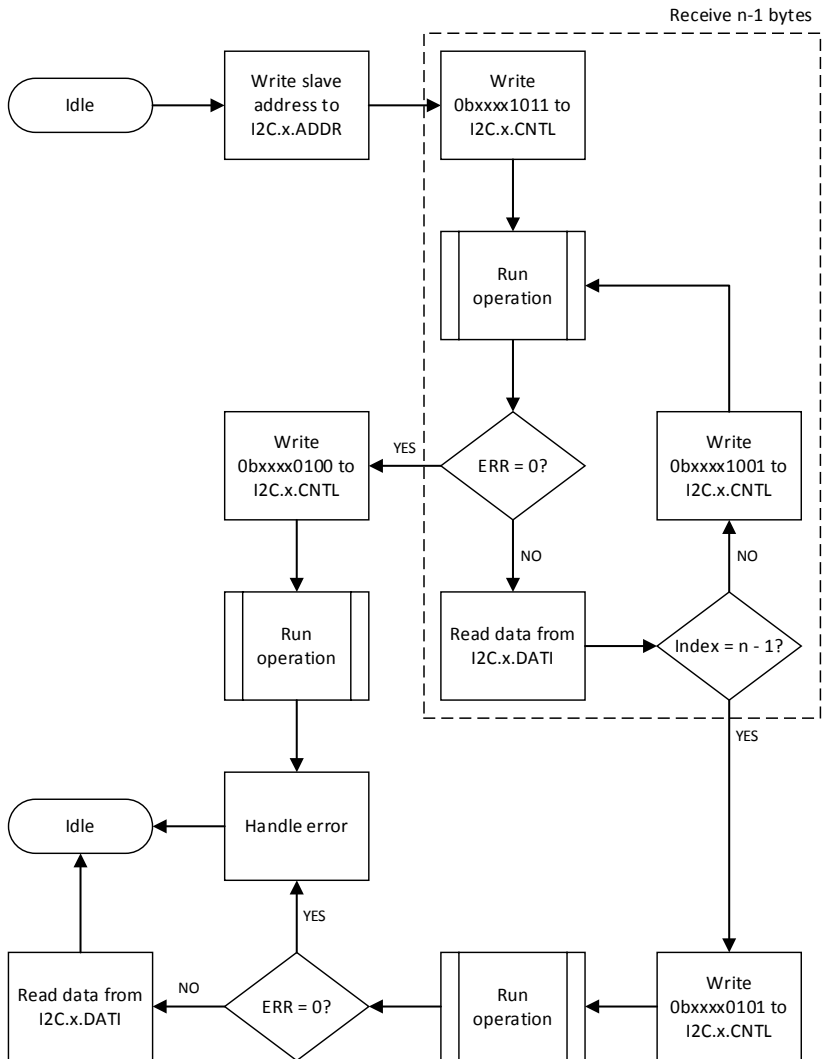 Receive n-1 bytes
Idle
Write slave
address to
I2C.x.ADDR
Write
0bxxxx1011 to
I2C.x.CNTL
Run
operation
Write
0bxxxx0100 to
I2C.x.CNTL
YES
ERR = 0?
Write
0bxxxx1001 to
I2C.x.CNTL
NO
NO
Run
operation
Read data from
I2C.x.DATI
Index = n - 1?
YES
Idle
Handle error
YES
Read data from
I2C.x.DATI
NO
ERR = 0?
Run
operation
Write
0bxxxx0101 to
I2C.x.CNTL